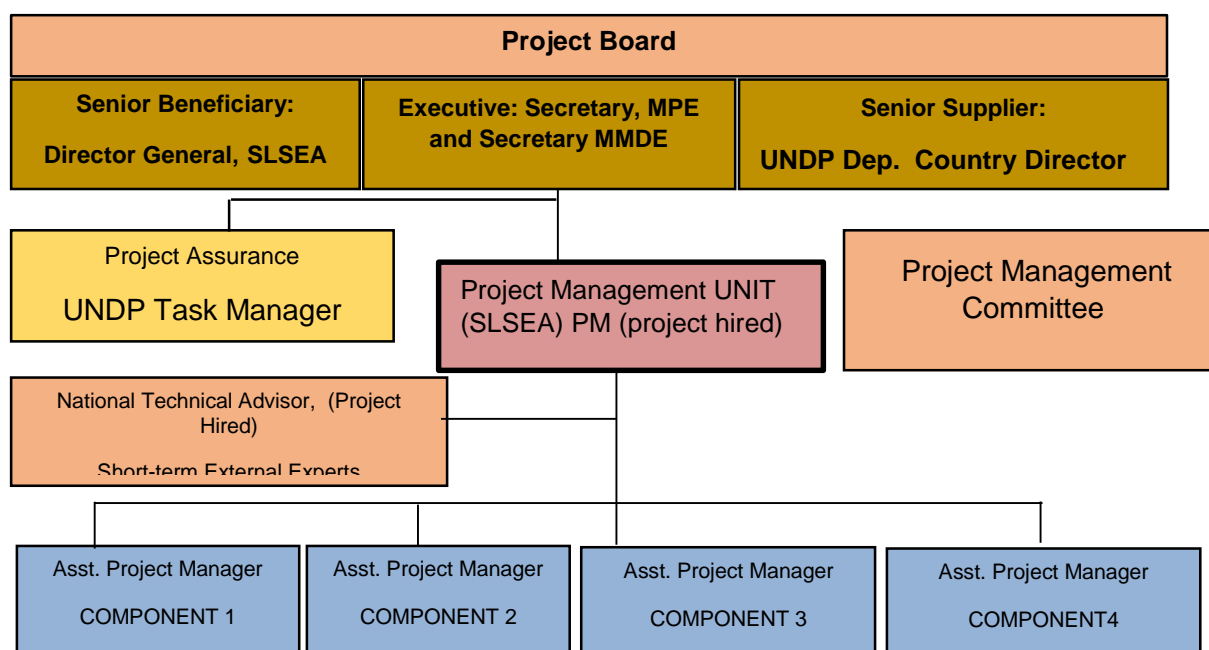 Project Board
Senior Beneficiary:
Director General, SLSEA
Executive: Secretary, MPE
and Secretary MMDE
Senior Supplier:
UNDP Dep. Country Director
Project Assurance
UNDP Task Manager
Project Management UNIT
(SLSEA) PM (project hired)
Project Management
Committee
National Technical Advisor, (Project
Hired)
Short-term External Experts
Asst. Project Manager
COMPONENT 1
Asst. Project Manager
COMPONENT 2
Asst. Project Manager
COMPONENT 3
Asst. Project Manager
COMPONENT4